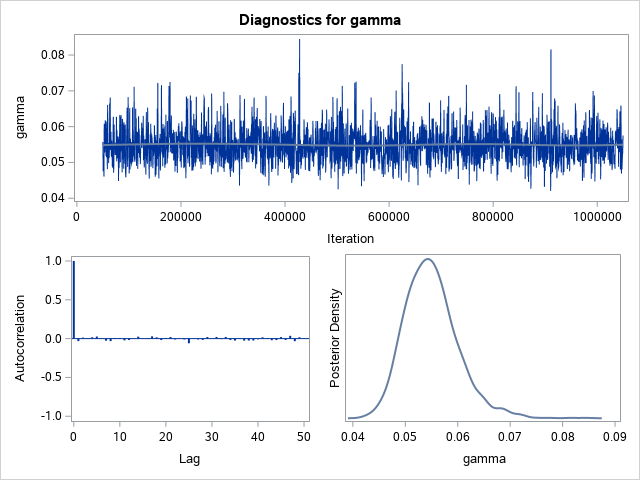 Diagnostics for gamma
gamma
0.08
0.07
0.06
0.05
0.04
0 200000 400000 600000 800000 1000000
Iteration
Autocorrelation
1.0
0.5
0.0
-0.5
-1.0
0 10 20 30 40 50
Lag
Posterior Density
0.04 0.05 0.06 0.07 0.08 0.09
gamma